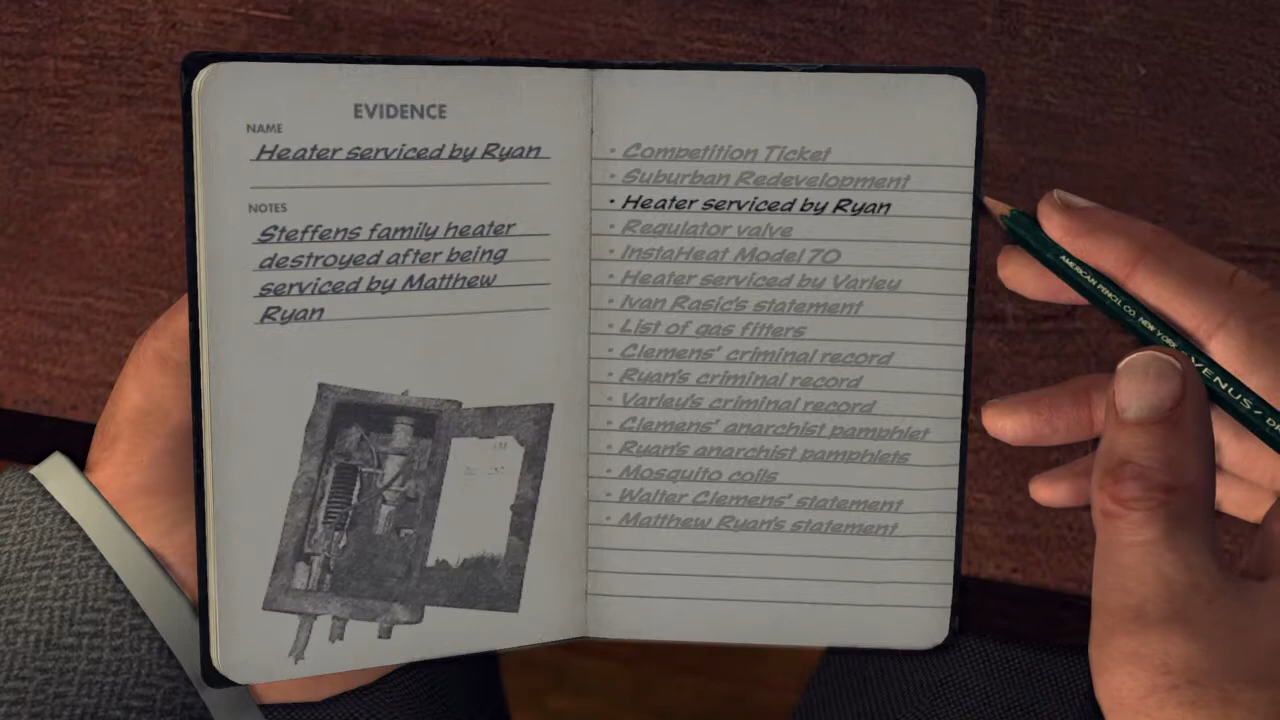 EVIDENCE
NAME
Heater serviced by Ryan
NOTES
Steffens family heater
destroyed after being
serviced by Matthew
Ryan
• Competition Ticket
• Suburban Redevelopment
• Heater serviced by Ryan
• Regulator valve
• InstaHeat Model 70
• Heater serviced by Varley
• Ivan Rasic's statement
• List of gas fitters
• Clemens' criminal record
• Ryan's criminal record
• Varley's criminal record
• Clemens' anarchist pamphlet
• Ryan's anarchist pamphlets
• Mosquito coils
• Walter Clemens' statement
• Matthew Ryan's statement
AMERICAN PENCIL CO. NEW YORK VENUS